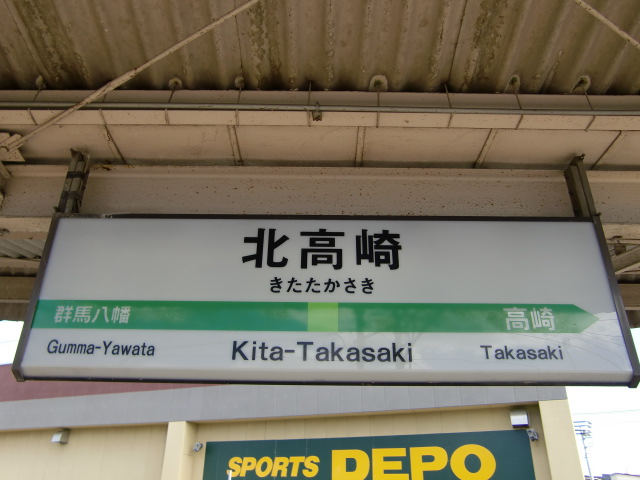 北高崎
きたたかさき
群馬八幡 高崎
Gumma-Yawata Kita-Takasaki Takasaki
SPORTS DEPO